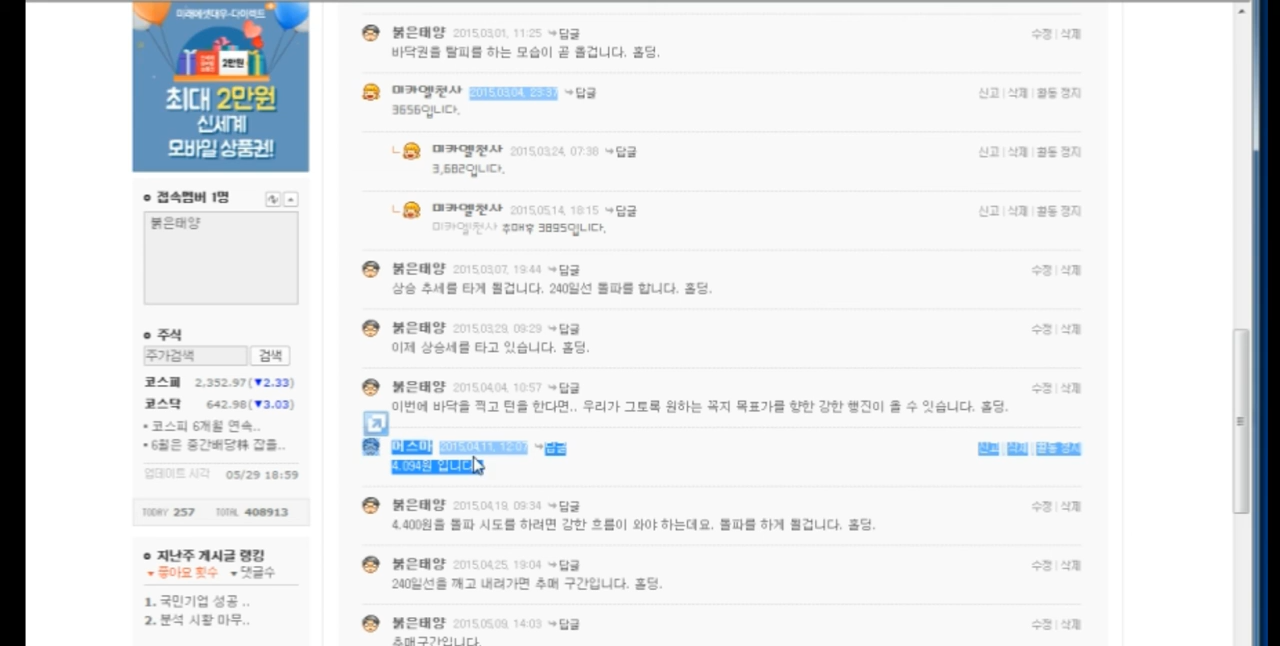 미래에셋대우-다이렉트
2만원
최대 2만원
신세계
모바일 상품권!
접속멤버 1명
붉은태양
주식
주가검색 검색
코스피 2,352.97(▼2.33)
코스닥 642.98(▼3.03)
코스피 6개월 연속..
6월은 중간배당株 잡을..
업데이트 시간 05/29 18:59
TODAY 257 TOTAL 408913
지난주 게시글 랭킹
▼좋아요 횟수 ▼댓글수
1. 국민기업 성공 ..
2. 분석 시황 마무..
붉은태양 2015.03.01, 11:25 답글 수정 | 삭제
바닥권을 탈피를 하는 모습이 곧 올겁니다. 홀딩.
미카엘천사 2015.03.04, 23:37 답글 신고 | 삭제 | 활동 정지
3656입니다.
미카엘천사 2015.03.24, 07:38 답글 신고 | 삭제 | 활동 정지
3,682입니다.
미카엘천사 2015.05.14, 18:15 답글 신고 | 삭제 | 활동 정지
미카엘천사 추매후 3895입니다.
붉은태양 2015.03.07, 19:44 답글 수정 | 삭제
상승 추세를 타게 될겁니다. 240일선 돌파를 합니다. 홀딩.
붉은태양 2015.03.29, 09:29 답글 수정 | 삭제
이제 상승세를 타고 있습니다. 홀딩.
붉은태양 2015.04.04, 10:57 답글 수정 | 삭제
이번에 바닥을 찍고 턴을 한다면.. 우리가 그토록 원하는 꼭지 목표가를 향한 강한 행진이 올 수 잇습니다. 홀딩.
머스마 2015.04.11, 12:07 답글 신고 | 삭제 | 활동 정지
4.094원 입니다
붉은태양 2015.04.19, 09:34 답글 수정 | 삭제
4.400원을 돌파 시도를 하려면 강한 흐름이 와야 하는데요. 돌파를 하게 될겁니다. 홀딩.
붉은태양 2015.04.25, 19:04 답글 수정 | 삭제
240일선을 깨고 내려가면 추매 구간입니다. 홀딩.
붉은태양 2015.05.09, 14:03 답글 수정 | 삭제
추매구간입니다.